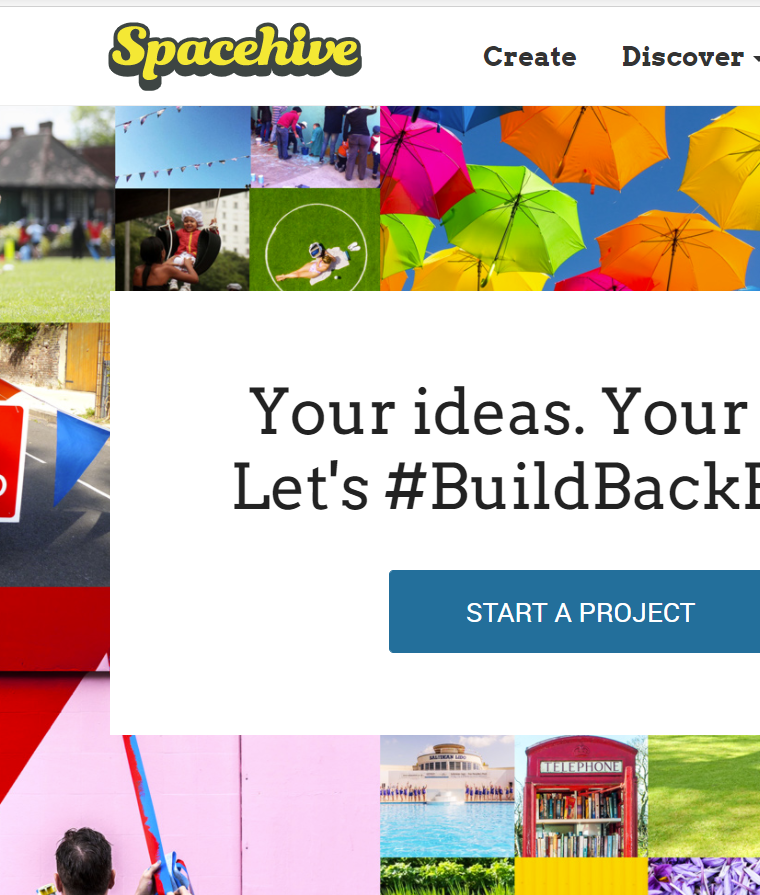 Spacehive
Create
Discover
Your ideas. Your
Let's #BuildBack
START A PROJECT
TELEPHONE